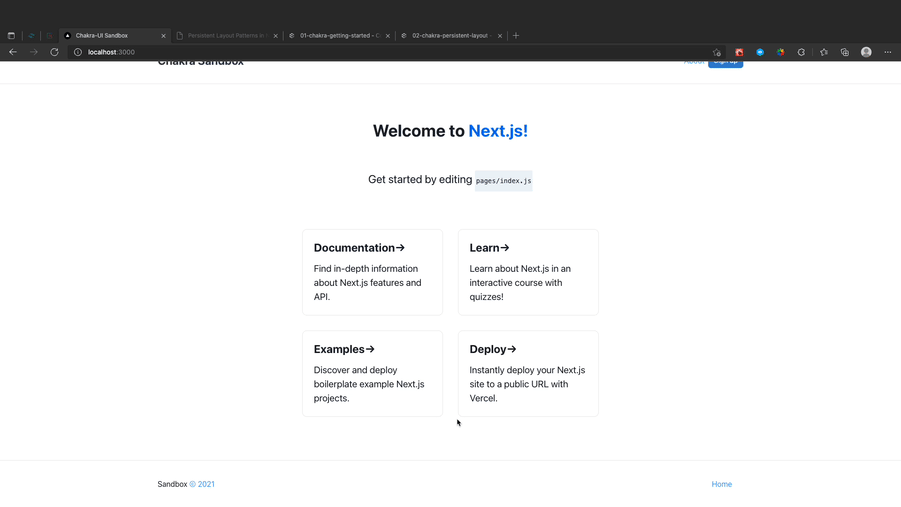 Chakra-UI Sandbox
Persistent Layout Patterns in
01-chakra-getting-started – C
02-chakra-persistent-layout
localhost:3000
Chakra Sandbox
About
Sign up
Welcome to Next.js!
Get started by editing pages/index.js
Documentation→
Find in-depth information
about Next.js features and
API.
Learn→
Learn about Next.js in an
interactive course with
quizzes!
Examples→
Discover and deploy
boilerplate example Next.js
projects.
Deploy→
Instantly deploy your Next.js
site to a public URL with
Vercel.
Sandbox © 2021
Home